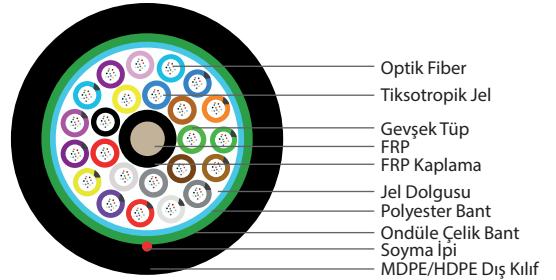 Optik Fiber
Tiksotropik Jel
Gevşek Tüp
FRP
FRP Kaplama
Jel Dolgusu
Polyester Bant
Ondüle Çelik Bant
Soyma İpi
MDPE/HDPE Dış Kılıf